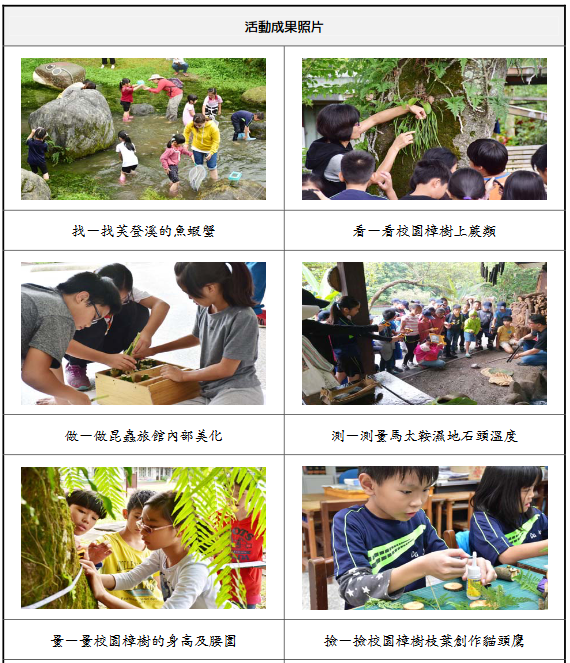 活動成果照片
找一找芙登溪的魚蝦蟹
看一看校園樟樹上蕨類
做一做昆蟲旅館內部美化
測一測量馬太鞍濕地石頭溫度
量一量校園樟樹的身高及腰圍
撿一撿校園樟樹枝葉創作貓頭鷹